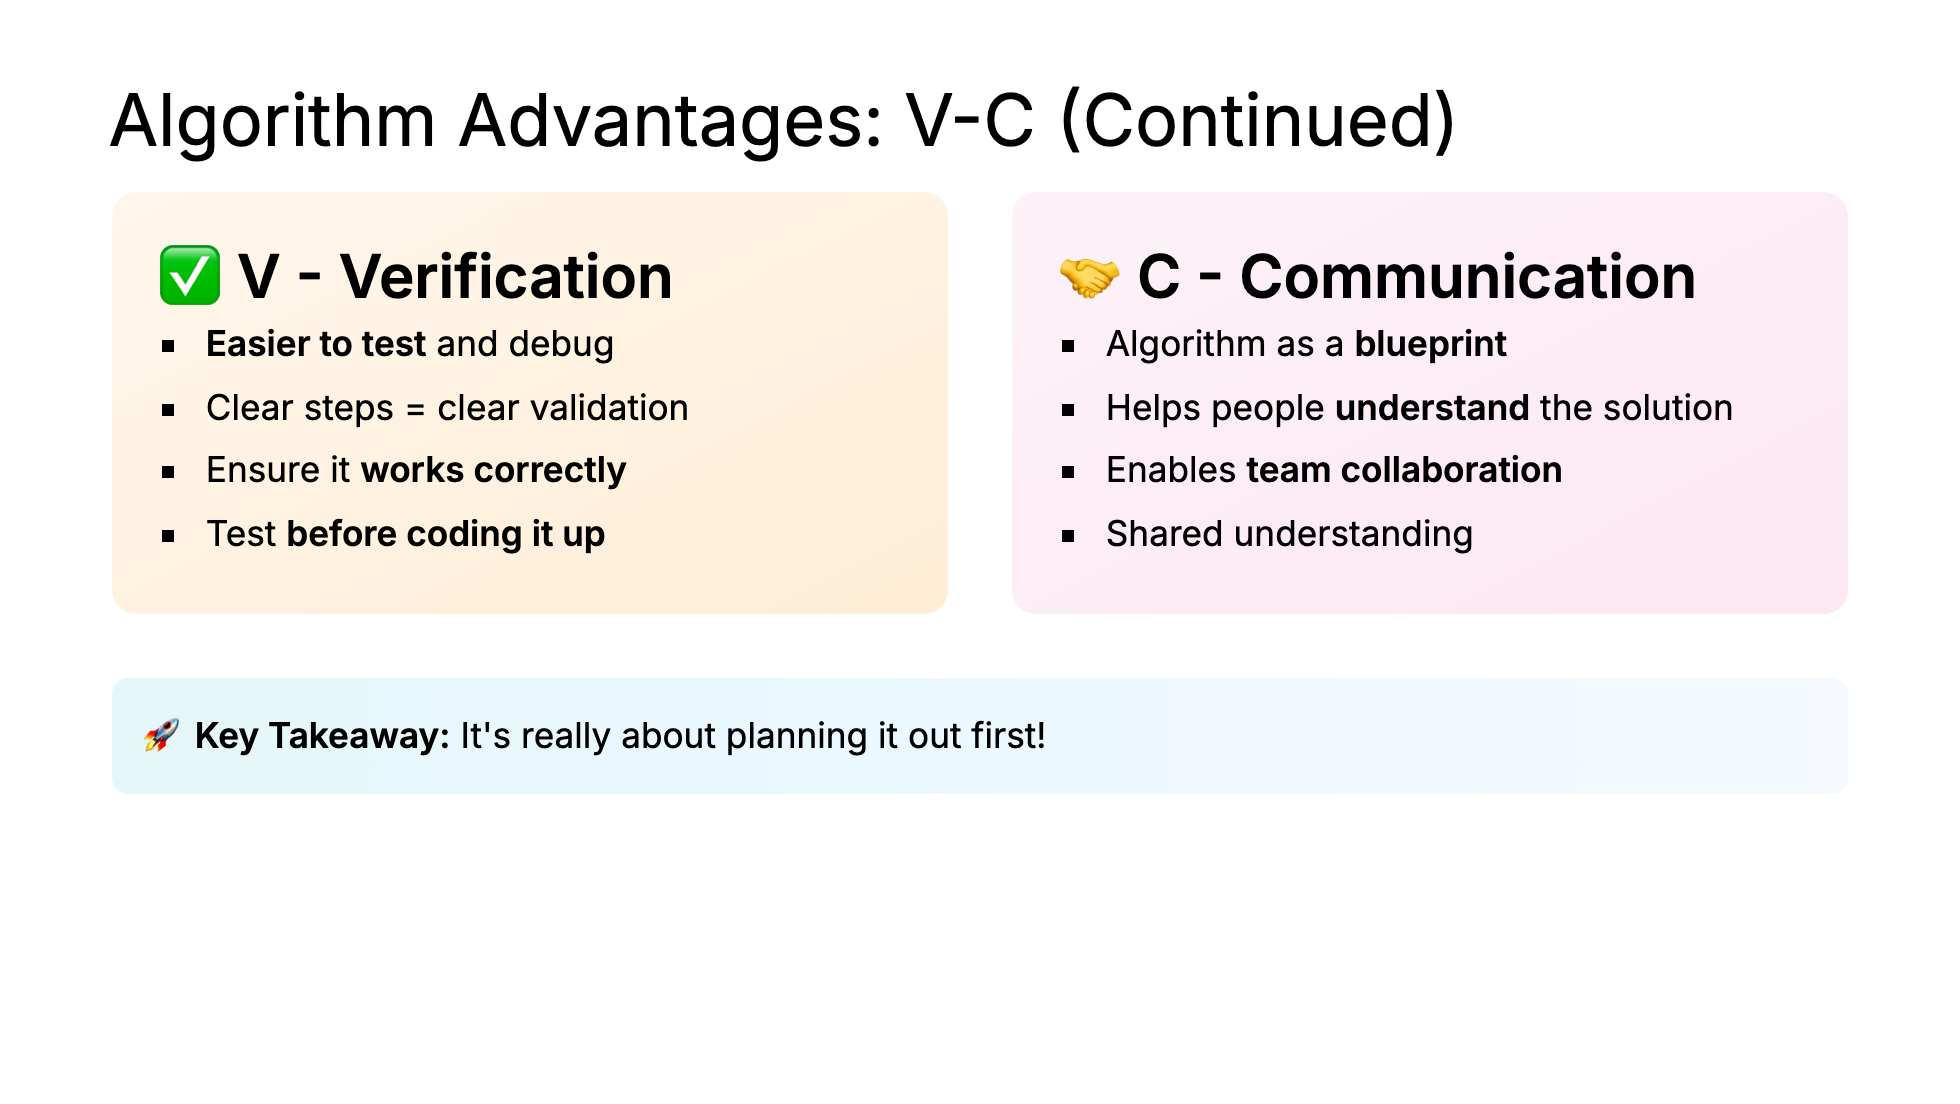 Algorithm Advantages: V-C (Continued)
✅ V - Verification
▪ Easier to test and debug
▪ Clear steps = clear validation
▪ Ensure it works correctly
▪ Test before coding it up
🤝 C - Communication
▪ Algorithm as a blueprint
▪ Helps people understand the solution
▪ Enables team collaboration
▪ Shared understanding
🚀 Key Takeaway: It's really about planning it out first!